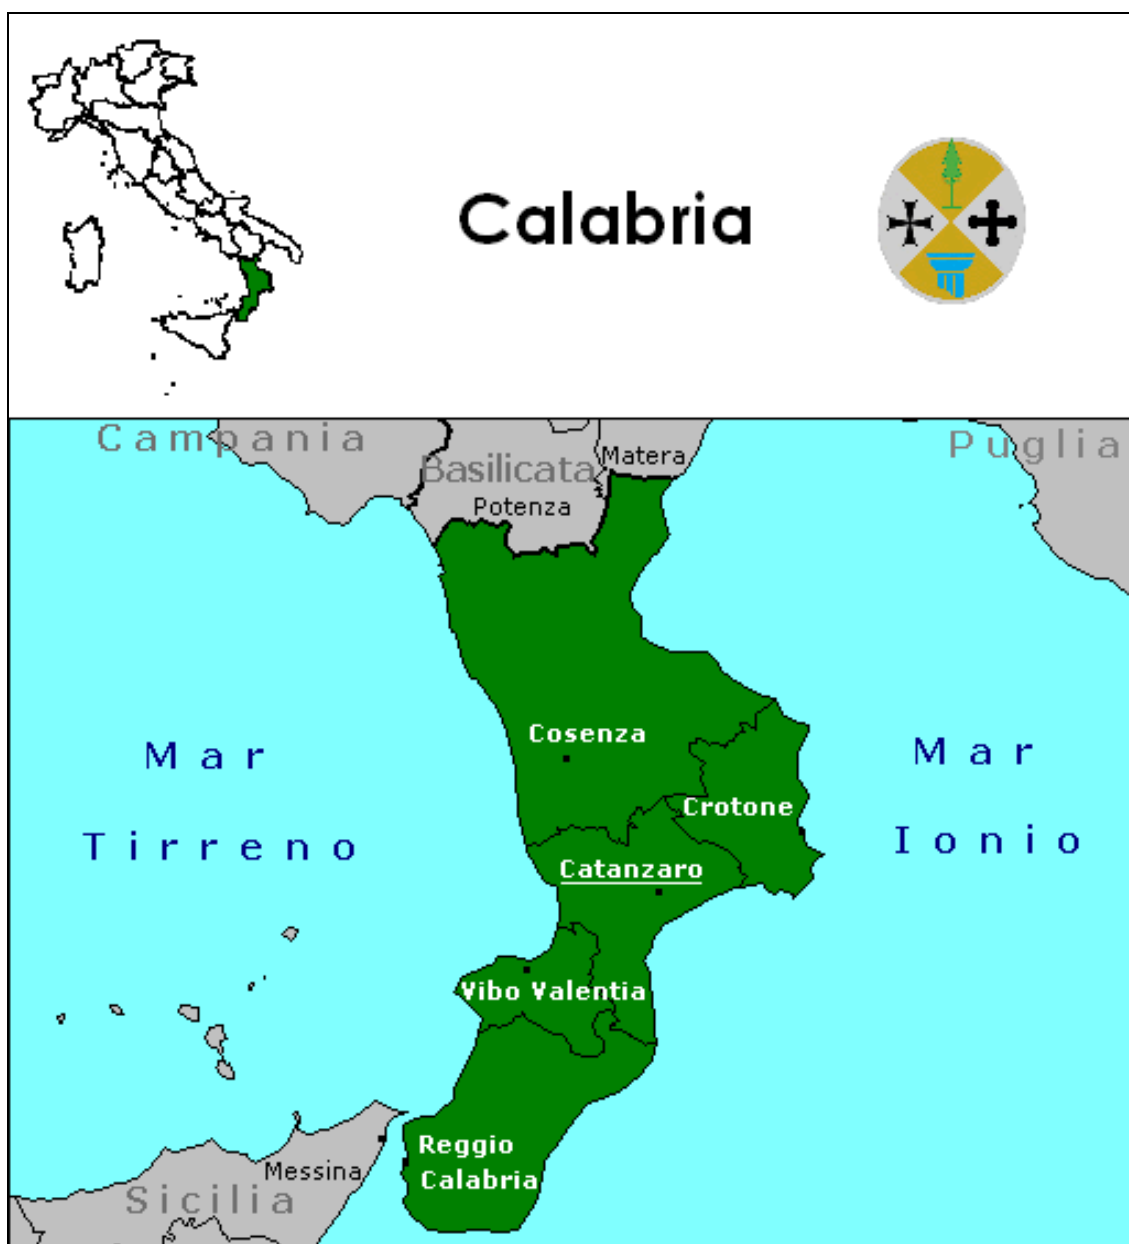 Calabria
Campania
Puglia
Basilicata
Matera
Potenza
Cosenza
Mar
Tirreno
Mar
Ionio
Crotone
Catanzaro
Vibo Valentia
Reggio
Calabria
Messina
Sicilia